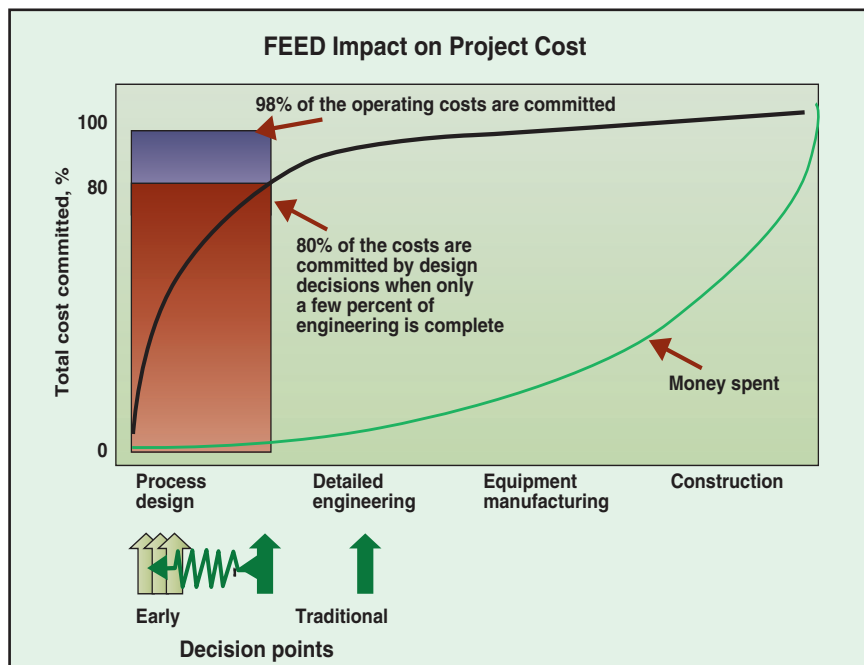 FEED Impact on Project Cost
98% of the operating costs are committed
100
80
80% of the costs are
committed by design
decisions when only
a few percent of
engineering is complete
Total cost committed, %
Money spent
0
Process
design
Detailed
engineering
Equipment
manufacturing
Construction
Early
Traditional
Decision points